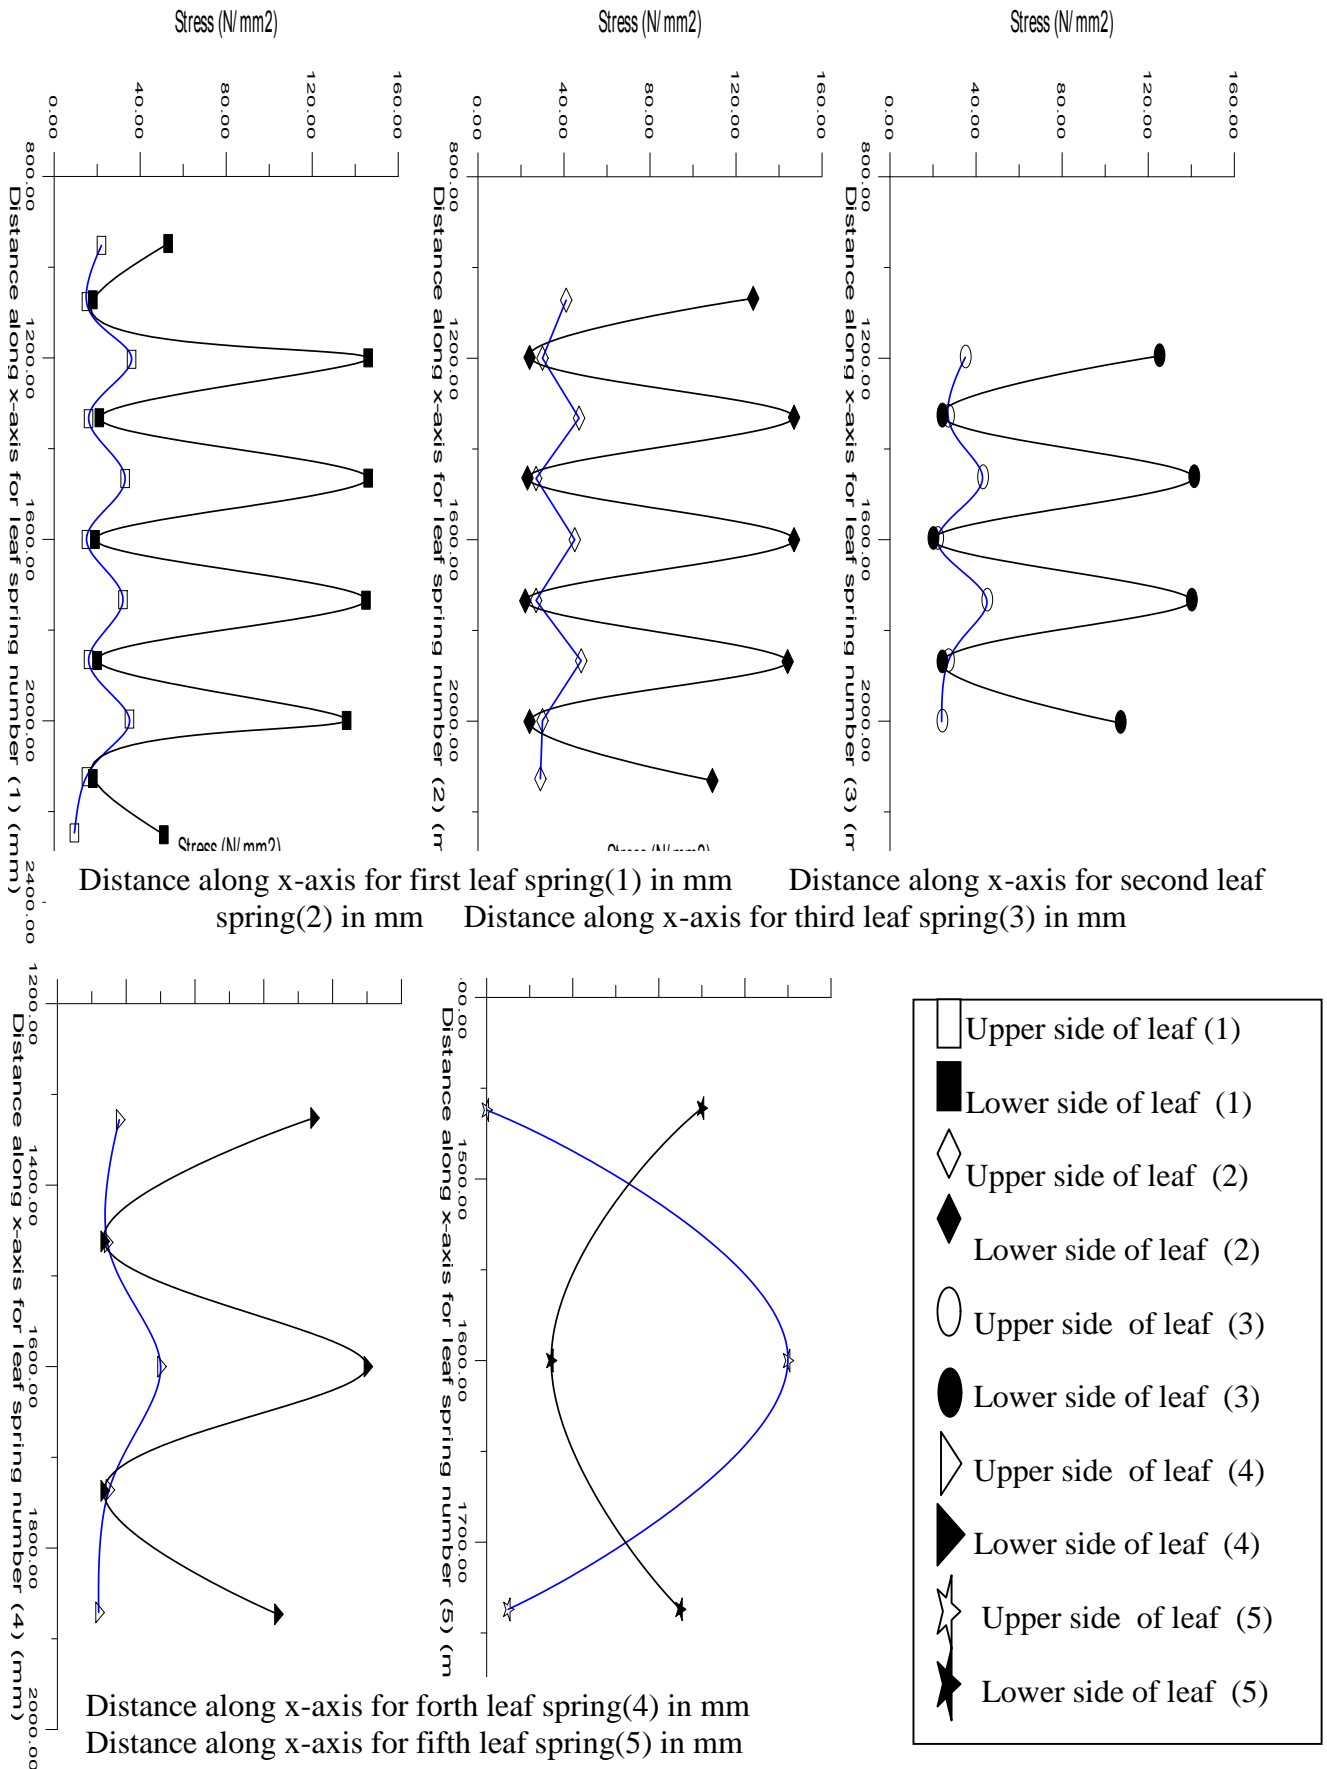 Stress (N/mm2)
Stress (N/mm2)
Stress (N/mm2)
0.00
40.00
80.00
120.00
160.00
0.00
40.00
80.00
120.00
160.00
0.00
40.00
80.00
120.00
160.00
800.00
1200.00
1600.00
2000.00
2400.00
Distance along x-axis for leaf spring number (1) (mm)
800.00
1200.00
1600.00
2000.00
Distance along x-axis for leaf spring number (2) (m
800.00
1200.00
1600.00
2000.00
Distance along x-axis for leaf spring number (3) (m
Stress (N/mm2)
Distance along x-axis for first leaf spring(1) in mm Distance along x-axis for second leaf
spring(2) in mm Distance along x-axis for third leaf spring(3) in mm
1200.00
1400.00
1600.00
1800.00
2000.00
Distance along x-axis for leaf spring number (4) (mm)
.00
1500.00
1600.00
1700.00
Distance along x-axis for leaf spring number (5) (m
Upper side of leaf (1)
Lower side of leaf (1)
Upper side of leaf (2)
Lower side of leaf (2)
Upper side of leaf (3)
Lower side of leaf (3)
Upper side of leaf (4)
Lower side of leaf (4)
Upper side of leaf (5)
Lower side of leaf (5)
Distance along x-axis for forth leaf spring(4) in mm
Distance along x-axis for fifth leaf spring(5) in mm